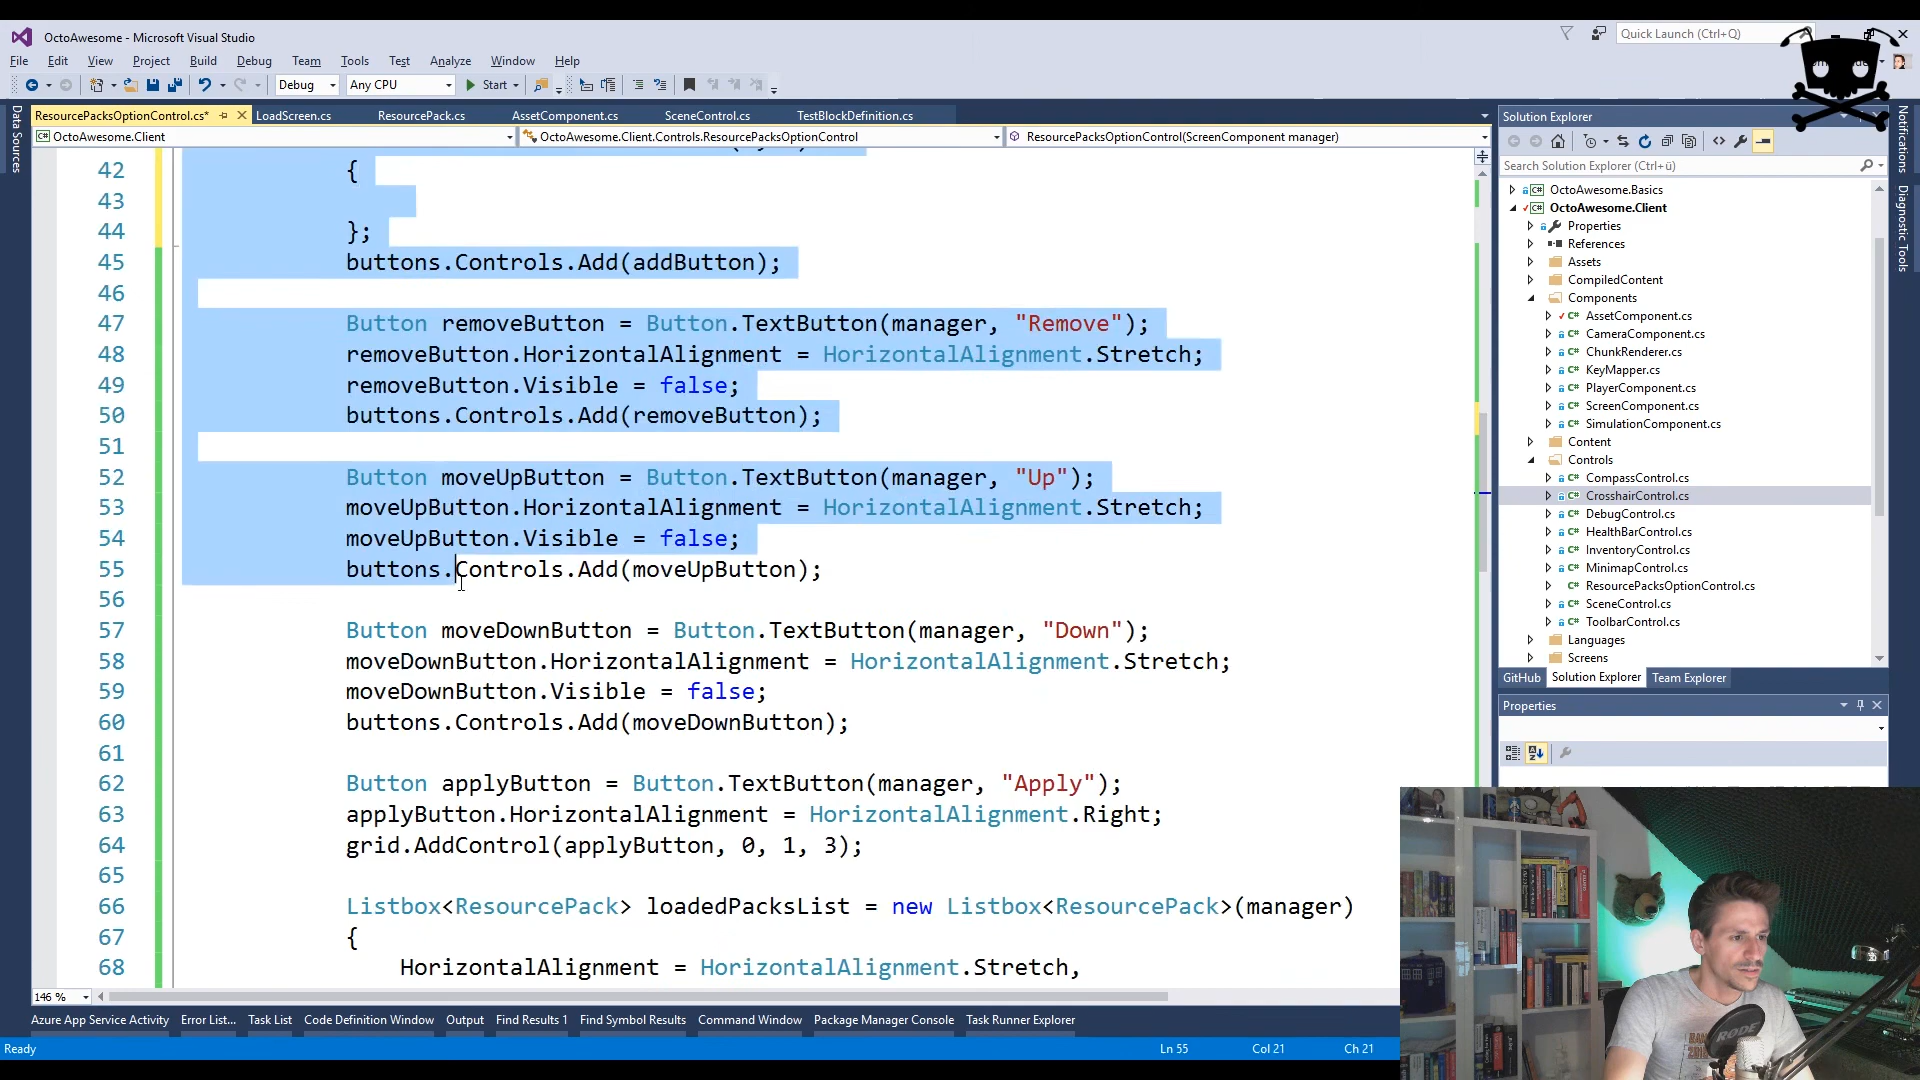 OctoAwesome - Microsoft Visual Studio
Quick Launch (Ctrl+Q)
File Edit View Project Build Debug Team Tools Test Analyze Window Help
Debug Any CPU Start
ResourcePacksOptionControl.cs* LoadScreen.cs ResourcePack.cs AssetComponent.cs SceneControl.cs TestBlockDefinition.cs
OctoAwesome.Client OctoAwesome.Client.Controls.ResourcePacksOptionControl ResourcePacksOptionControl(ScreenComponent manager)
Data Sources
42 {
43
44 };
45 buttons.Controls.Add(addButton);
46
47 Button removeButton = Button.TextButton(manager, "Remove");
48 removeButton.HorizontalAlignment = HorizontalAlignment.Stretch;
49 removeButton.Visible = false;
50 buttons.Controls.Add(removeButton);
51
52 Button moveUpButton = Button.TextButton(manager, "Up");
53 moveUpButton.HorizontalAlignment = HorizontalAlignment.Stretch;
54 moveUpButton.Visible = false;
55 buttons.Controls.Add(moveUpButton);
56
57 Button moveDownButton = Button.TextButton(manager, "Down");
58 moveDownButton.HorizontalAlignment = HorizontalAlignment.Stretch;
59 moveDownButton.Visible = false;
60 buttons.Controls.Add(moveDownButton);
61
62 Button applyButton = Button.TextButton(manager, "Apply");
63 applyButton.HorizontalAlignment = HorizontalAlignment.Right;
64 grid.AddControl(applyButton, 0, 1, 3);
65
66 Listbox<ResourcePack> loadedPacksList = new Listbox<ResourcePack>(manager)
67 {
68 HorizontalAlignment = HorizontalAlignment.Stretch,
146 %
Solution Explorer
Search Solution Explorer (Ctrl+ü)
OctoAwesome.Basics
OctoAwesome.Client
Properties
References
Assets
CompiledContent
Components
AssetComponent.cs
CameraComponent.cs
ChunkRenderer.cs
KeyMapper.cs
PlayerComponent.cs
ScreenComponent.cs
SimulationComponent.cs
Content
Controls
CompassControl.cs
CrosshairControl.cs
DebugControl.cs
HealthBarControl.cs
InventoryControl.cs
MinimapControl.cs
ResourcePacksOptionControl.cs
SceneControl.cs
ToolbarControl.cs
Languages
Screens
GitHub Solution Explorer Team Explorer
Properties
Notifications
Diagnostic Tools
Azure App Service Activity Error List... Task List Code Definition Window Output Find Results 1 Find Symbol Results Command Window Package Manager Console Task Runner Explorer
Ready Ln 55 Col 21 Ch 21
RODE